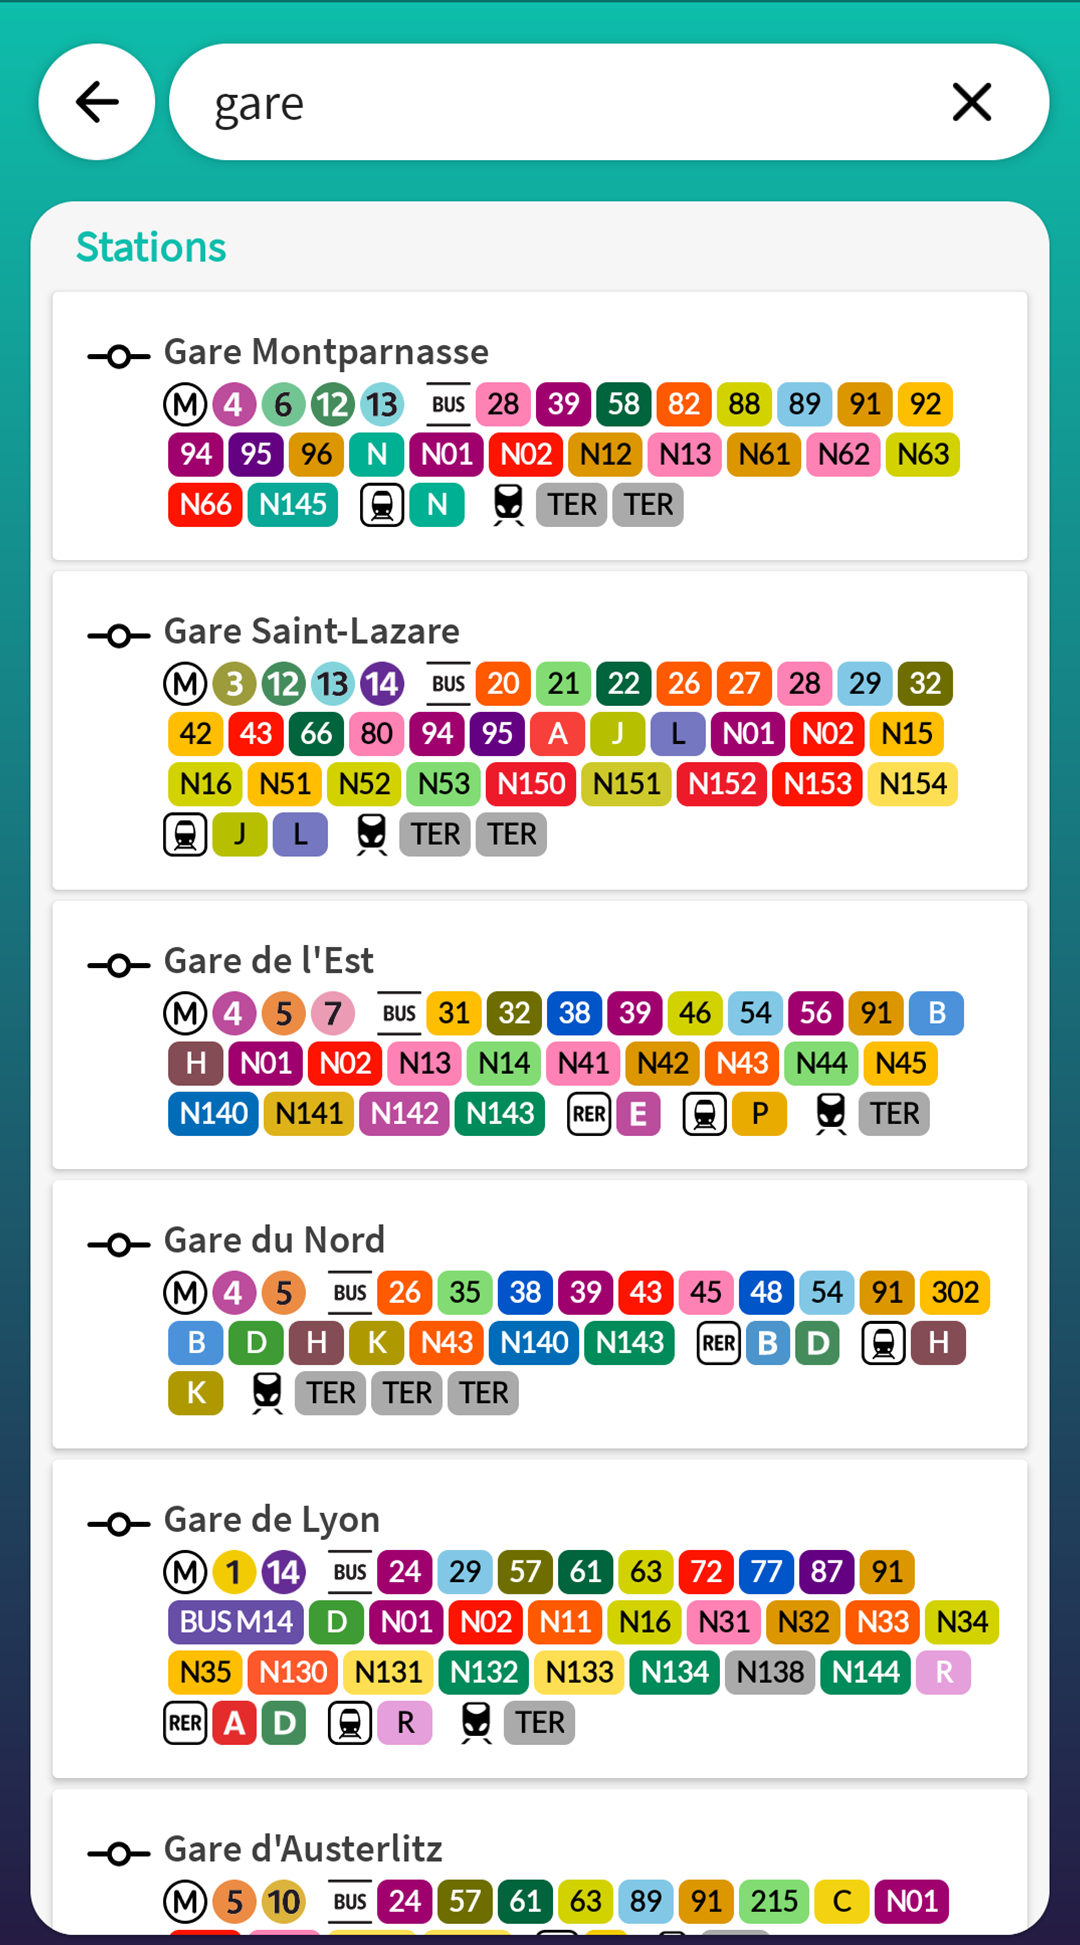 gare
Stations
Gare Montparnasse
M 4 6 12 13 BUS 28 39 58 82 88 89 91 92
94 95 96 N N01 N02 N12 N13 N61 N62 N63
N66 N145 N TER TER
Gare Saint-Lazare
M 3 12 13 14 BUS 20 21 22 26 27 28 29 32
42 43 66 80 94 95 A J L N01 N02 N15
N16 N51 N52 N53 N150 N151 N152 N153 N154
J L TER TER
Gare de l'Est
M 4 5 7 BUS 31 32 38 39 46 54 56 91 B
H N01 N02 N13 N14 N41 N42 N43 N44 N45
N140 N141 N142 N143 RER E P TER
Gare du Nord
M 4 5 BUS 26 35 38 39 43 45 48 54 91 302
B D H K N43 N140 N143 RER B D H
K TER TER TER
Gare de Lyon
M 1 14 BUS 24 29 57 61 63 72 77 87 91
BUS M14 D N01 N02 N11 N16 N31 N32 N33 N34
N35 N130 N131 N132 N133 N134 N138 N144 R
RER A D R TER
Gare d'Austerlitz
M 5 10 BUS 24 57 61 63 89 91 215 C N01